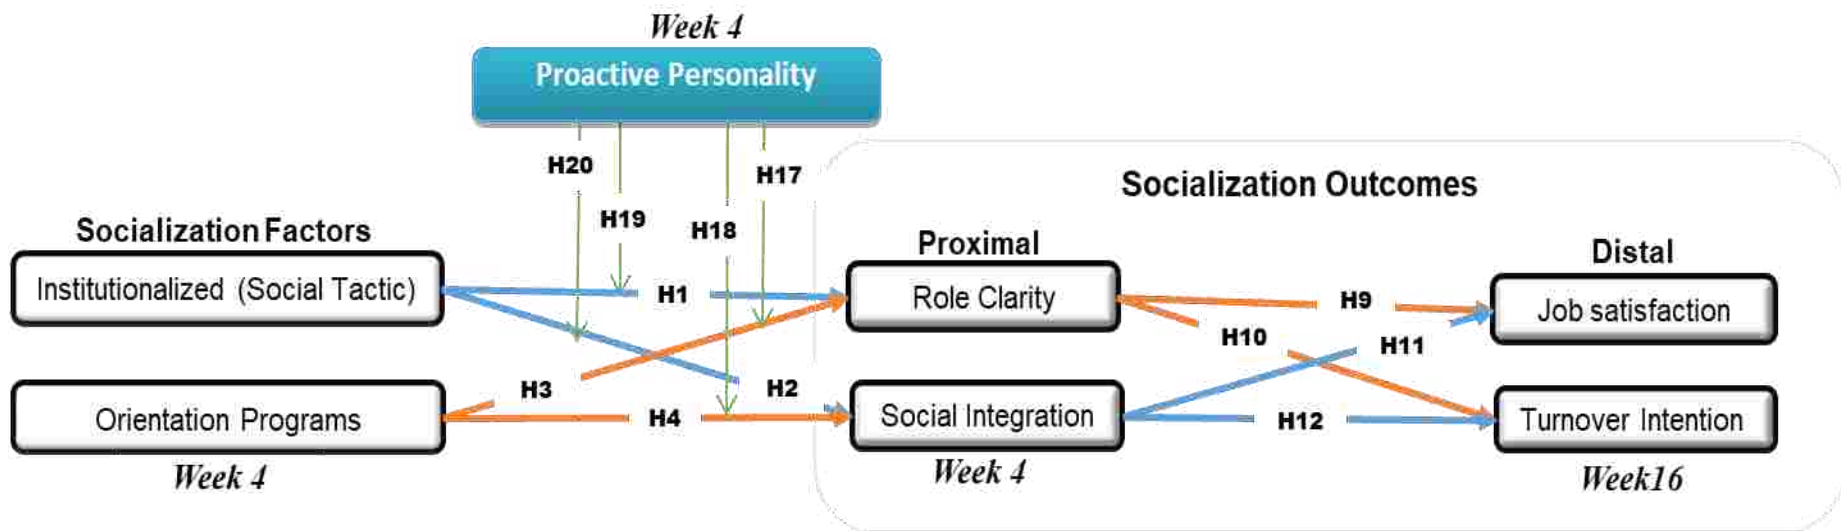 Week 4
Proactive Personality
H20
H17
H19
H18
Socialization Outcomes
Socialization Factors
Proximal
Distal
Institutionalized (Social Tactic)
H1
Role Clarity
H9
Job satisfaction
H10
H11
H3
H2
Orientation Programs
H4
Social Integration
H12
Turnover Intention
Week 4
Week 4
Week16